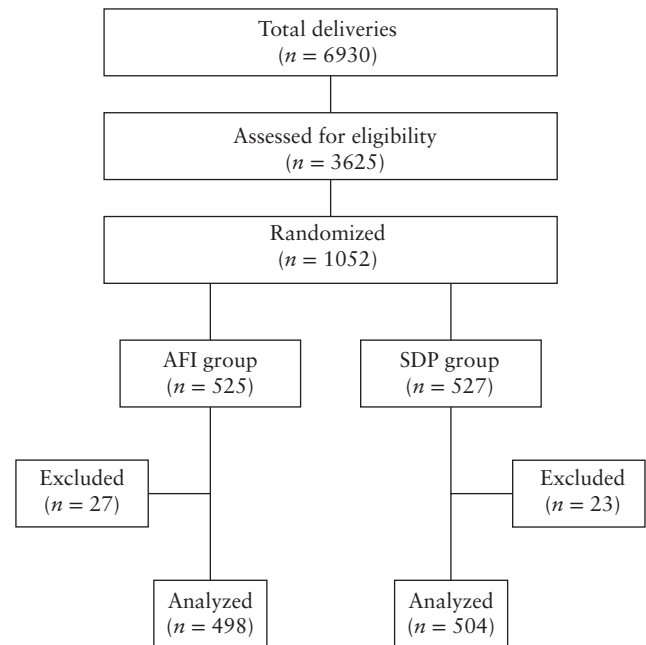 Total deliveries
(n = 6930)
Assessed for eligibility
(n = 3625)
Randomized
(n = 1052)
AFI group
(n = 525)
SDP group
(n = 527)
Excluded
(n = 27)
Excluded
(n = 23)
Analyzed
(n = 498)
Analyzed
(n = 504)